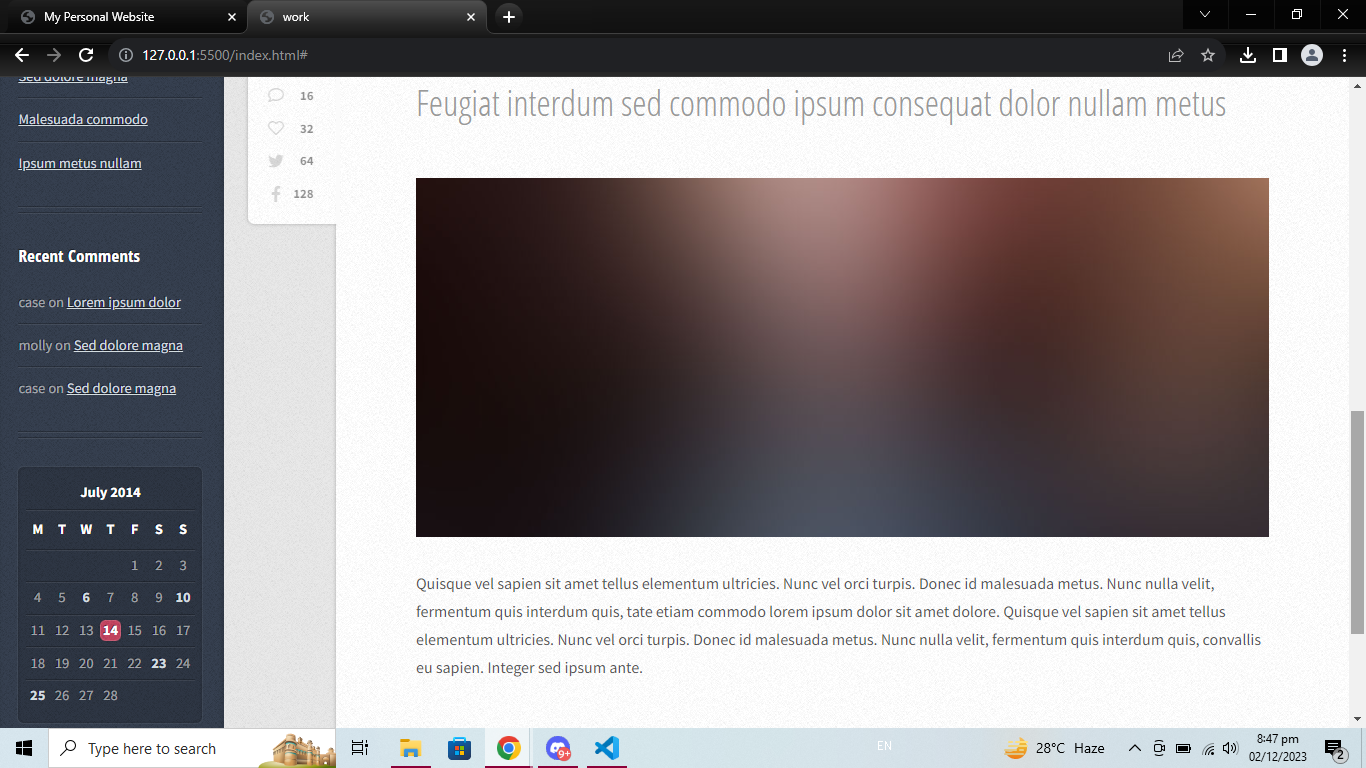 My Personal Website
work
127.0.0.1:5500/index.html#
Sed dolore magna
Malesuada commodo
Ipsum metus nullam
Recent Comments
case on Lorem ipsum dolor
molly on Sed dolore magna
case on Sed dolore magna
July 2014
M T W T F S S
1 2 3
4 5 6 7 8 9 10
11 12 13 14 15 16 17
18 19 20 21 22 23 24
25 26 27 28
16
32
64
128
Feugiat interdum sed commodo ipsum consequat dolor nullam metus
Quisque vel sapien sit amet tellus elementum ultricies. Nunc vel orci turpis. Donec id malesuada metus. Nunc nulla velit,
fermentum quis interdum quis, tate etiam commodo lorem ipsum dolor sit amet dolore. Quisque vel sapien sit amet tellus
elementum ultricies. Nunc vel orci turpis. Donec id malesuada metus. Nunc nulla velit, fermentum quis interdum quis, convallis
eu sapien. Integer sed ipsum ante.
Type here to search
9+
EN
28°C Haze
8:47 pm
02/12/2023
2